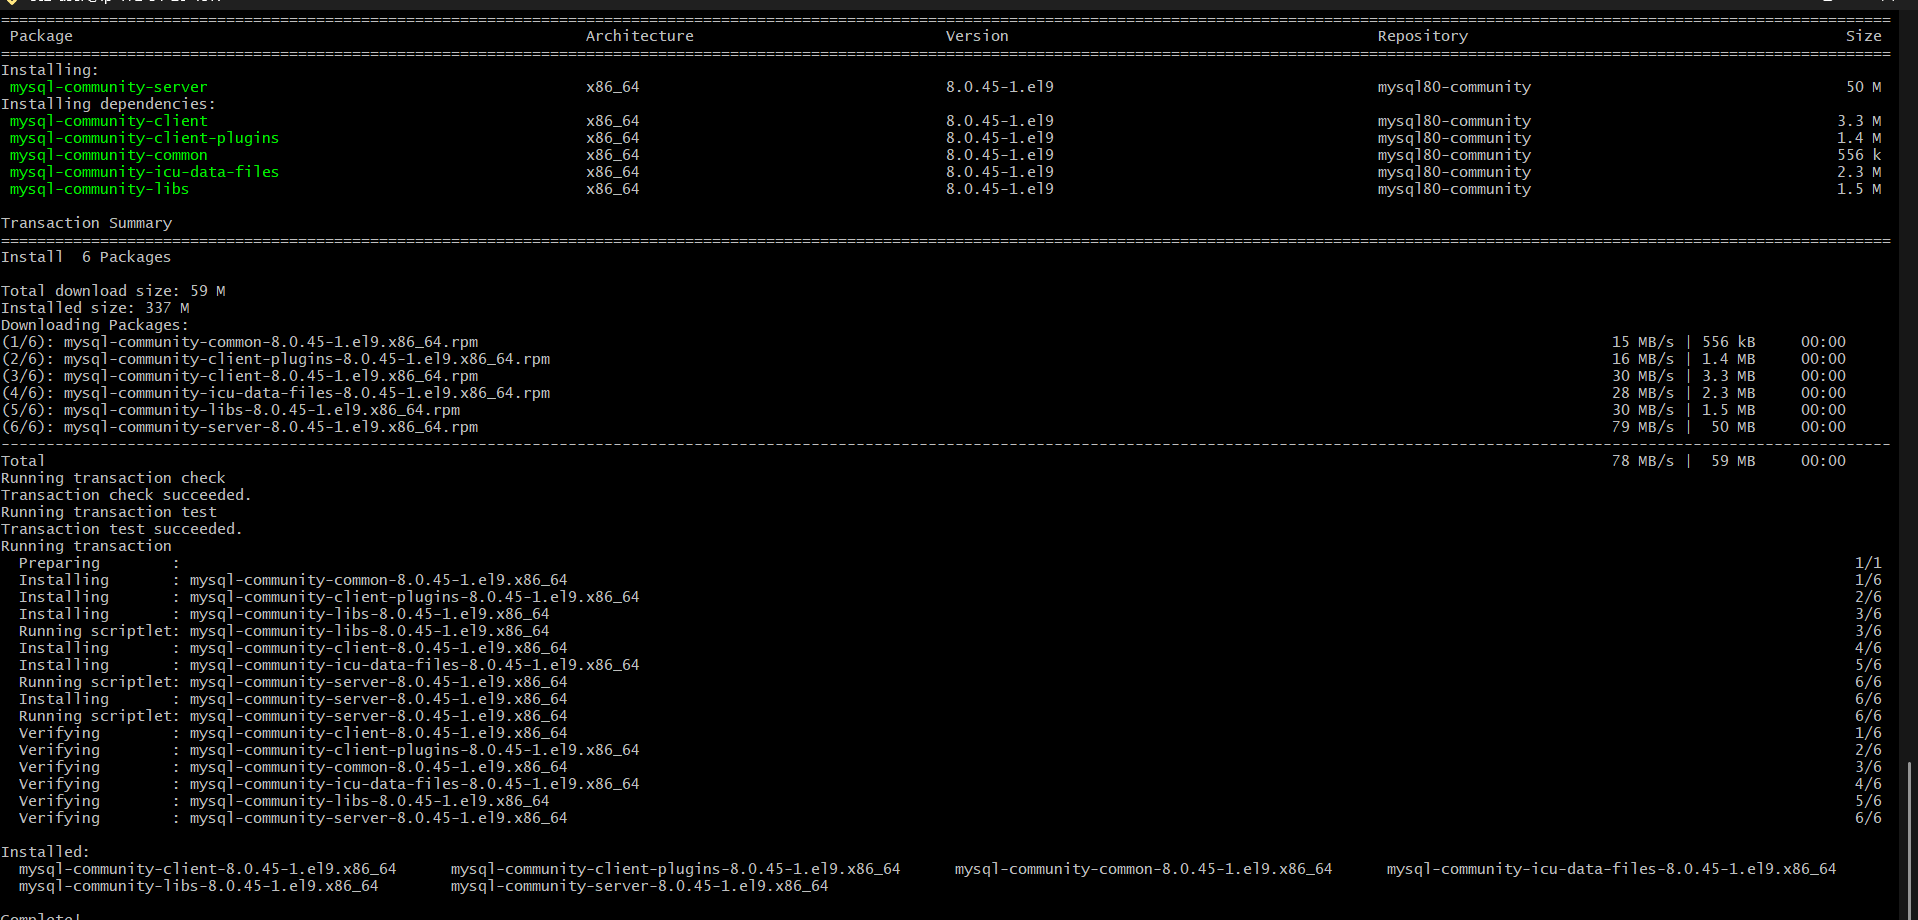 ================================================================================
Package Architecture Version Repository Size
================================================================================
Installing:
mysql-community-server x86_64 8.0.45-1.el9 mysql80-community 50 M
Installing dependencies:
mysql-community-client x86_64 8.0.45-1.el9 mysql80-community 3.3 M
mysql-community-client-plugins x86_64 8.0.45-1.el9 mysql80-community 1.4 M
mysql-community-common x86_64 8.0.45-1.el9 mysql80-community 556 k
mysql-community-icu-data-files x86_64 8.0.45-1.el9 mysql80-community 2.3 M
mysql-community-libs x86_64 8.0.45-1.el9 mysql80-community 1.5 M
Transaction Summary
================================================================================
Install 6 Packages
Total download size: 59 M
Installed size: 337 M
Downloading Packages:
(1/6): mysql-community-common-8.0.45-1.el9.x86_64.rpm 15 MB/s | 556 kB 00:00
(2/6): mysql-community-client-plugins-8.0.45-1.el9.x86_64.rpm 16 MB/s | 1.4 MB 00:00
(3/6): mysql-community-client-8.0.45-1.el9.x86_64.rpm 30 MB/s | 3.3 MB 00:00
(4/6): mysql-community-icu-data-files-8.0.45-1.el9.x86_64.rpm 28 MB/s | 2.3 MB 00:00
(5/6): mysql-community-libs-8.0.45-1.el9.x86_64.rpm 30 MB/s | 1.5 MB 00:00
(6/6): mysql-community-server-8.0.45-1.el9.x86_64.rpm 79 MB/s | 50 MB 00:00
--------------------------------------------------------------------------------
Total 78 MB/s | 59 MB 00:00
Running transaction check
Transaction check succeeded.
Running transaction test
Transaction test succeeded.
Running transaction
Preparing : 1/1
Installing : mysql-community-common-8.0.45-1.el9.x86_64 1/6
Installing : mysql-community-client-plugins-8.0.45-1.el9.x86_64 2/6
Installing : mysql-community-libs-8.0.45-1.el9.x86_64 3/6
Running scriptlet: mysql-community-libs-8.0.45-1.el9.x86_64 3/6
Installing : mysql-community-client-8.0.45-1.el9.x86_64 4/6
Installing : mysql-community-icu-data-files-8.0.45-1.el9.x86_64 5/6
Running scriptlet: mysql-community-server-8.0.45-1.el9.x86_64 6/6
Installing : mysql-community-server-8.0.45-1.el9.x86_64 6/6
Running scriptlet: mysql-community-server-8.0.45-1.el9.x86_64 6/6
Verifying : mysql-community-client-8.0.45-1.el9.x86_64 1/6
Verifying : mysql-community-client-plugins-8.0.45-1.el9.x86_64 2/6
Verifying : mysql-community-common-8.0.45-1.el9.x86_64 3/6
Verifying : mysql-community-icu-data-files-8.0.45-1.el9.x86_64 4/6
Verifying : mysql-community-libs-8.0.45-1.el9.x86_64 5/6
Verifying : mysql-community-server-8.0.45-1.el9.x86_64 6/6
Installed:
mysql-community-client-8.0.45-1.el9.x86_64 mysql-community-client-plugins-8.0.45-1.el9.x86_64 mysql-community-common-8.0.45-1.el9.x86_64 mysql-community-icu-data-files-8.0.45-1.el9.x86_64
mysql-community-libs-8.0.45-1.el9.x86_64 mysql-community-server-8.0.45-1.el9.x86_64
Complete!